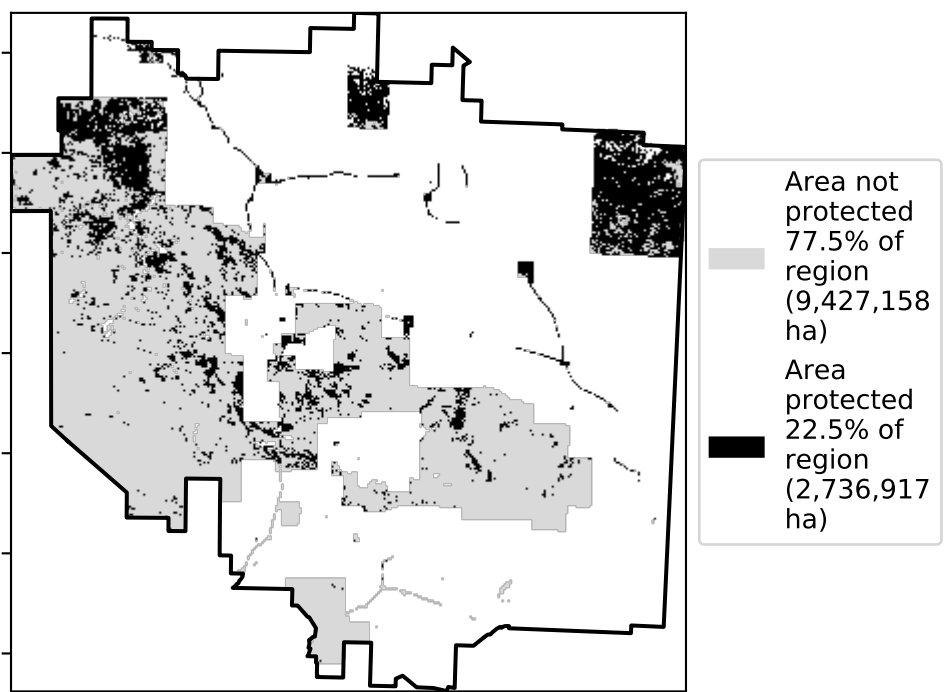 Area not
protected
77.5% of
region
(9,427,158
ha)
Area
protected
22.5% of
region
(2,736,917
ha)